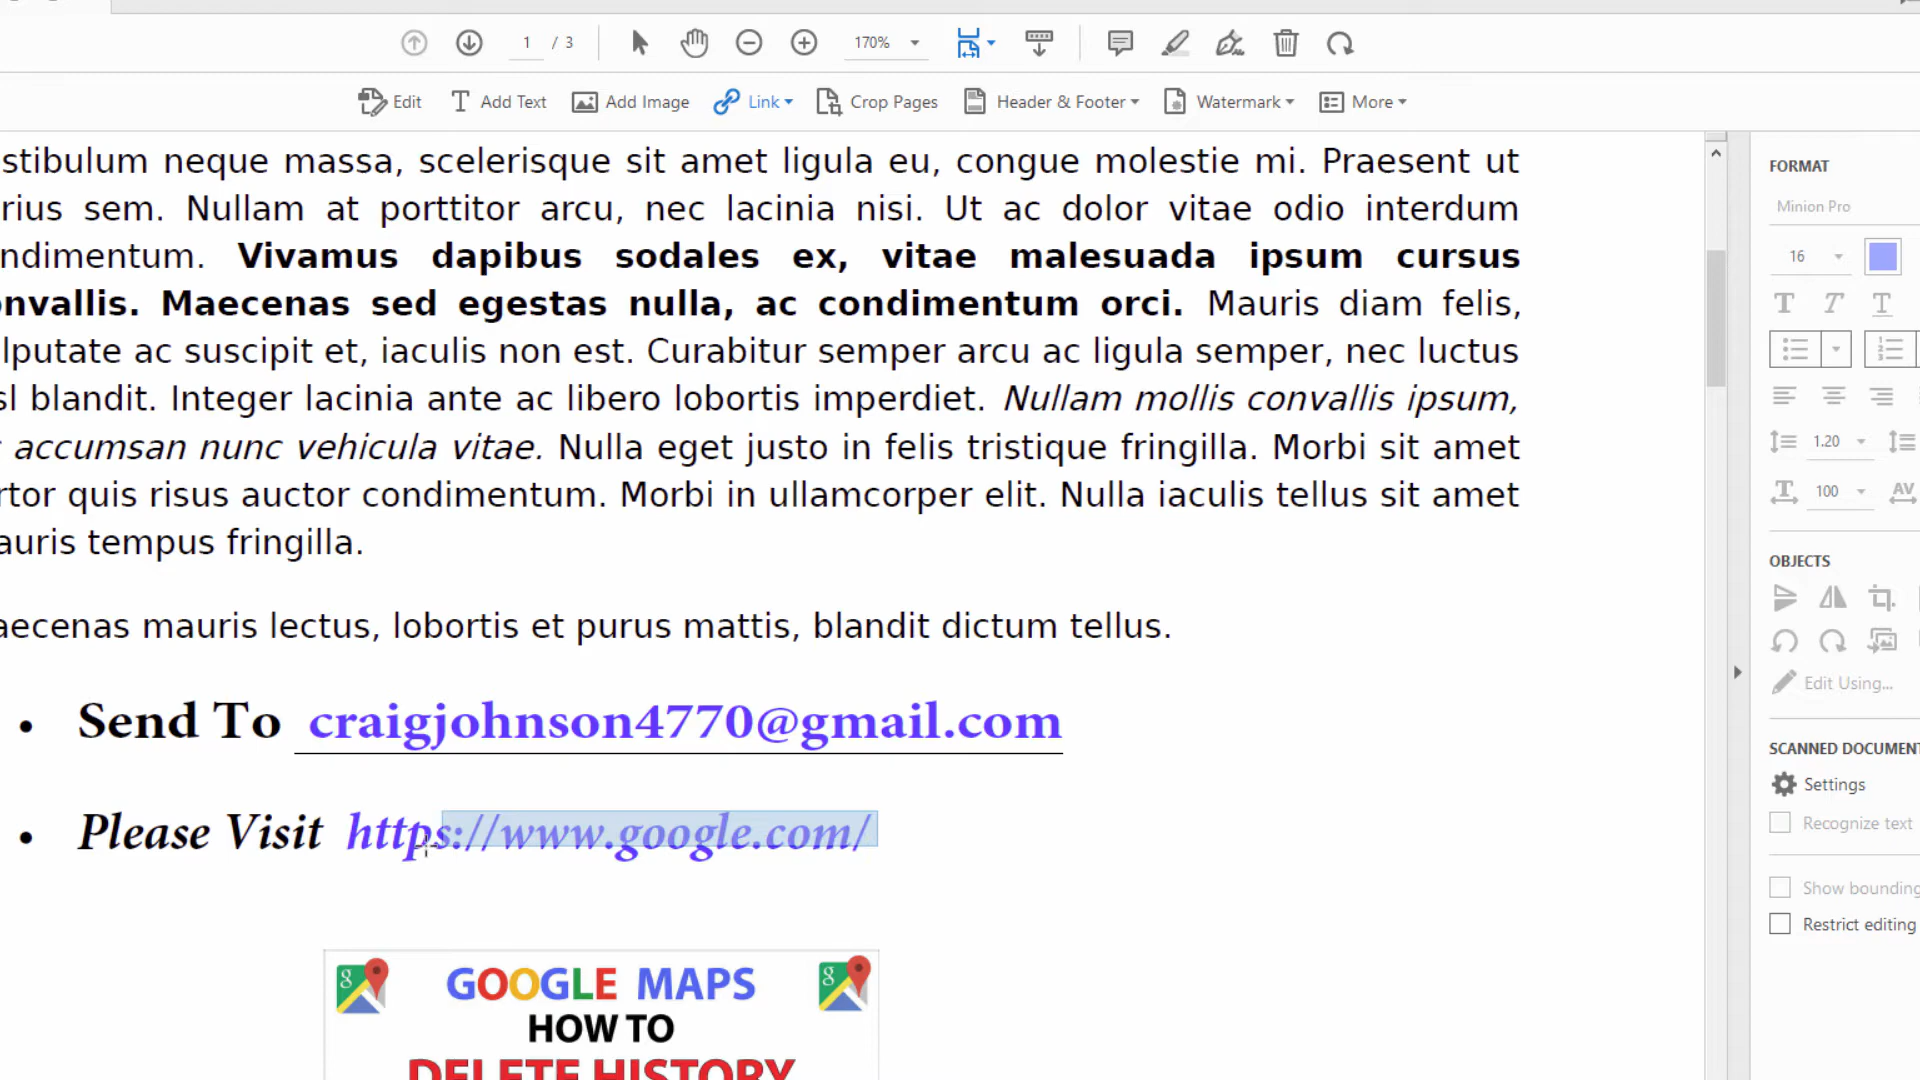 1 / 3 170%
Edit Add Text Add Image Link Crop Pages Header & Footer Watermark More
stibulum neque massa, scelerisque sit amet ligula eu, congue molestie mi. Praesent ut
rius sem. Nullam at porttitor arcu, nec lacinia nisi. Ut ac dolor vitae odio interdum
ndimentum. Vivamus dapibus sodales ex, vitae malesuada ipsum cursus
onvallis. Maecenas sed egestas nulla, ac condimentum orci. Mauris diam felis,
lputate ac suscipit et, iaculis non est. Curabitur semper arcu ac ligula semper, nec luctus
sl blandit. Integer lacinia ante ac libero lobortis imperdiet. Nullam mollis convallis ipsum,
accumsan nunc vehicula vitae. Nulla eget justo in felis tristique fringilla. Morbi sit amet
rtor quis risus auctor condimentum. Morbi in ullamcorper elit. Nulla iaculis tellus sit amet
auris tempus fringilla.
aecenas mauris lectus, lobortis et purus mattis, blandit dictum tellus.
• Send To craigjohnson4770@gmail.com
• Please Visit https://www.google.com/
GOOGLE MAPS
HOW TO
DELETE HISTORY
FORMAT
Minion Pro
16
1.20
100
OBJECTS
Edit Using...
SCANNED DOCUMENT
Settings
Recognize text
Show bounding
Restrict editing